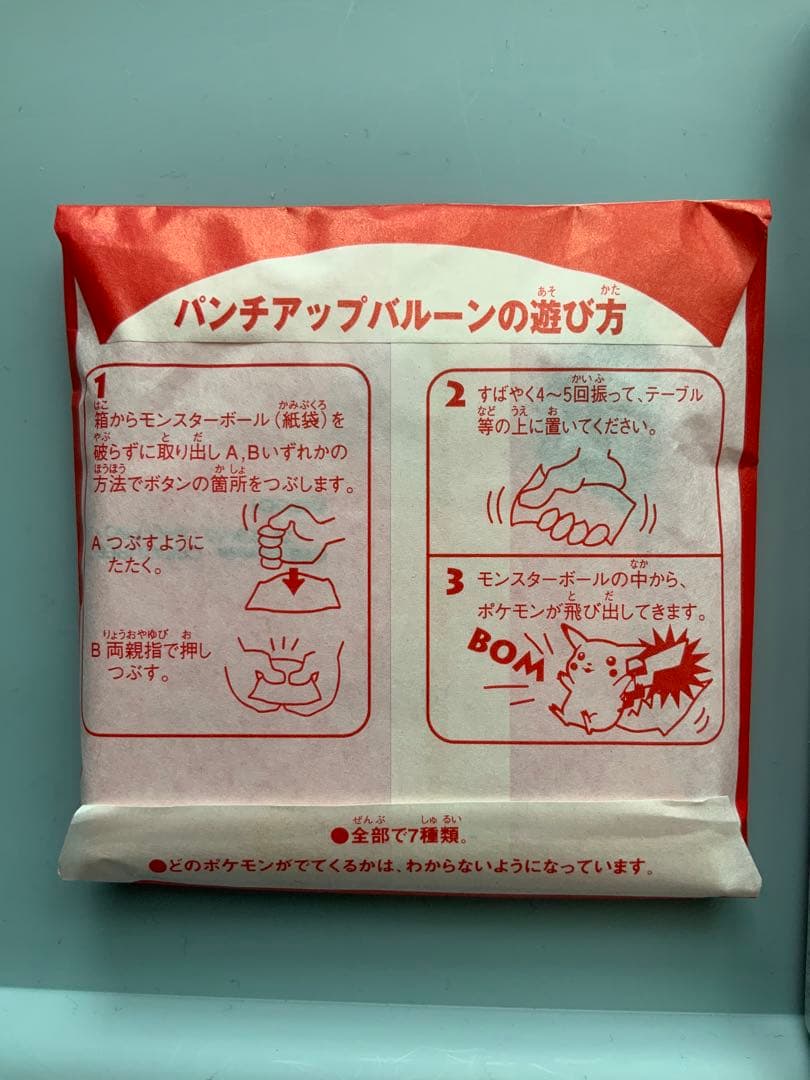 パンチアップバルーンの遊び方
1
箱からモンスターボール(紙袋)を
破らずに取り出しA,Bいずれかの
方法でボタンの箇所をつぶします。
A つぶすように
たたく。
B 両親指で押し
つぶす。
2 すばやく4〜5回振って、テーブル
等の上に置いてください。
3 モンスターボールの中から、
ポケモンが飛び出してきます。
BOM
●全部で7種類。
●どのポケモンがでてくるかは、わからないようになっています。